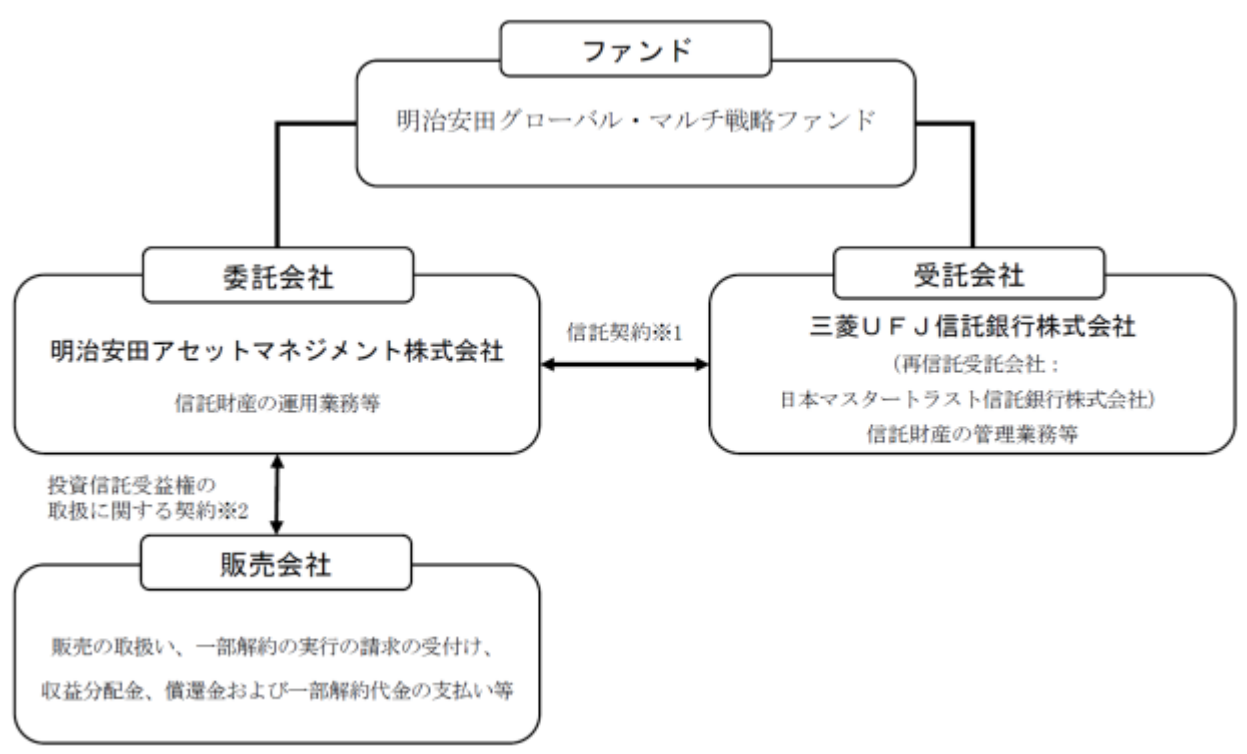 ファンド
明治安田グローバル・マルチ戦略ファンド
委託会社
明治安田アセットマネジメント株式会社
信託財産の運用業務等
信託契約※1
受託会社
三菱ＵＦＪ信託銀行株式会社
（再信託受託会社：
日本マスタートラスト信託銀行株式会社）
信託財産の管理業務等
投資信託受益権の
取扱に関する契約※2
販売会社
販売の取扱い、一部解約の実行の請求の受付け、
収益分配金、償還金および一部解約代金の支払い等